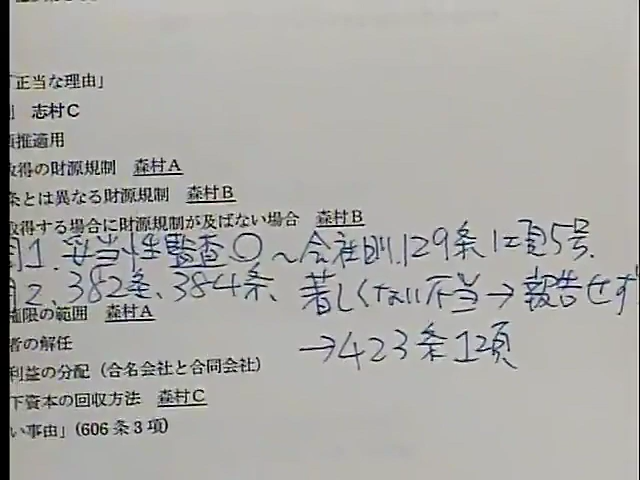 「正当な理由」
志村C
類推適用
取得の財源規制 森村A
条とは異なる財源規制 森村B
取得する場合に財源規制が及ばない場合 森村B
問1. 妥当性監査○～会社則.129条1項5号.
問2. 382条、384条、著しくない不当→報告せず
権限の範囲 森村A
者の解任
→423条1項
利益の分配(合名会社と合同会社)
下資本の回収方法 森村C
い事由」(606条3項)